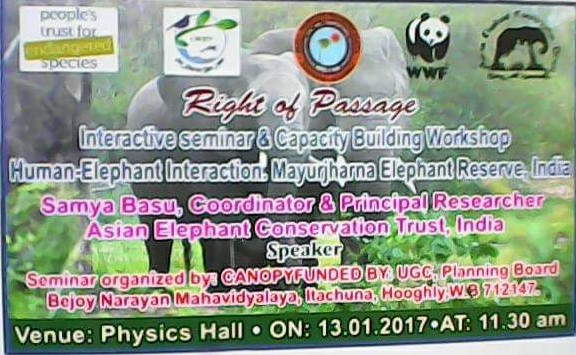 people's
trust for
endangered
species
WWF
Right of Passage
Interactive seminar & Capacity Building Workshop
Human-Elephant Interaction. Mayurjharna Elephant Reserve, India
Samya Basu, Coordinator & Principal Researcher
Asian Elephant Conservation Trust, India
Speaker
Seminar organized by: CANOPYFUNDED BY: UGC, Planning Board
Bejoy Narayan Mahavidyalaya, Itachuna, Hooghly,W.B 712147.
Venue: Physics Hall • ON: 13.01.2017•AT: 11.30 am